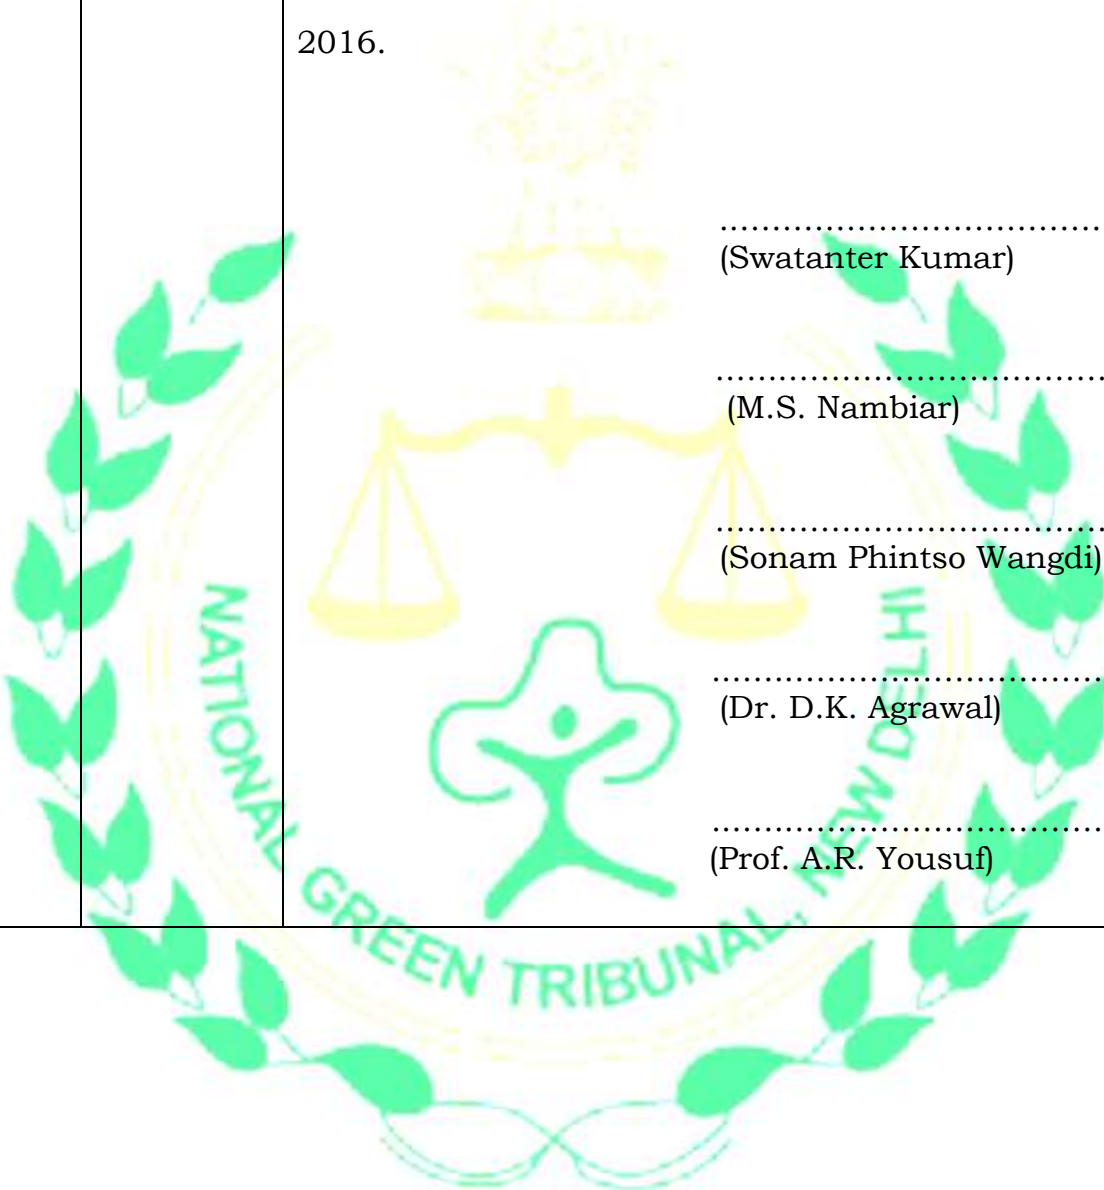 2016.
.....................................
(Swatanter Kumar)
.....................................
(M.S. Nambiar)
.....................................
(Sonam Phintso Wangdi)
.....................................
(Dr. D.K. Agrawal)
.....................................
(Prof. A.R. Yousuf)
NATIONAL GREEN TRIBUNAL, NEW DELHI